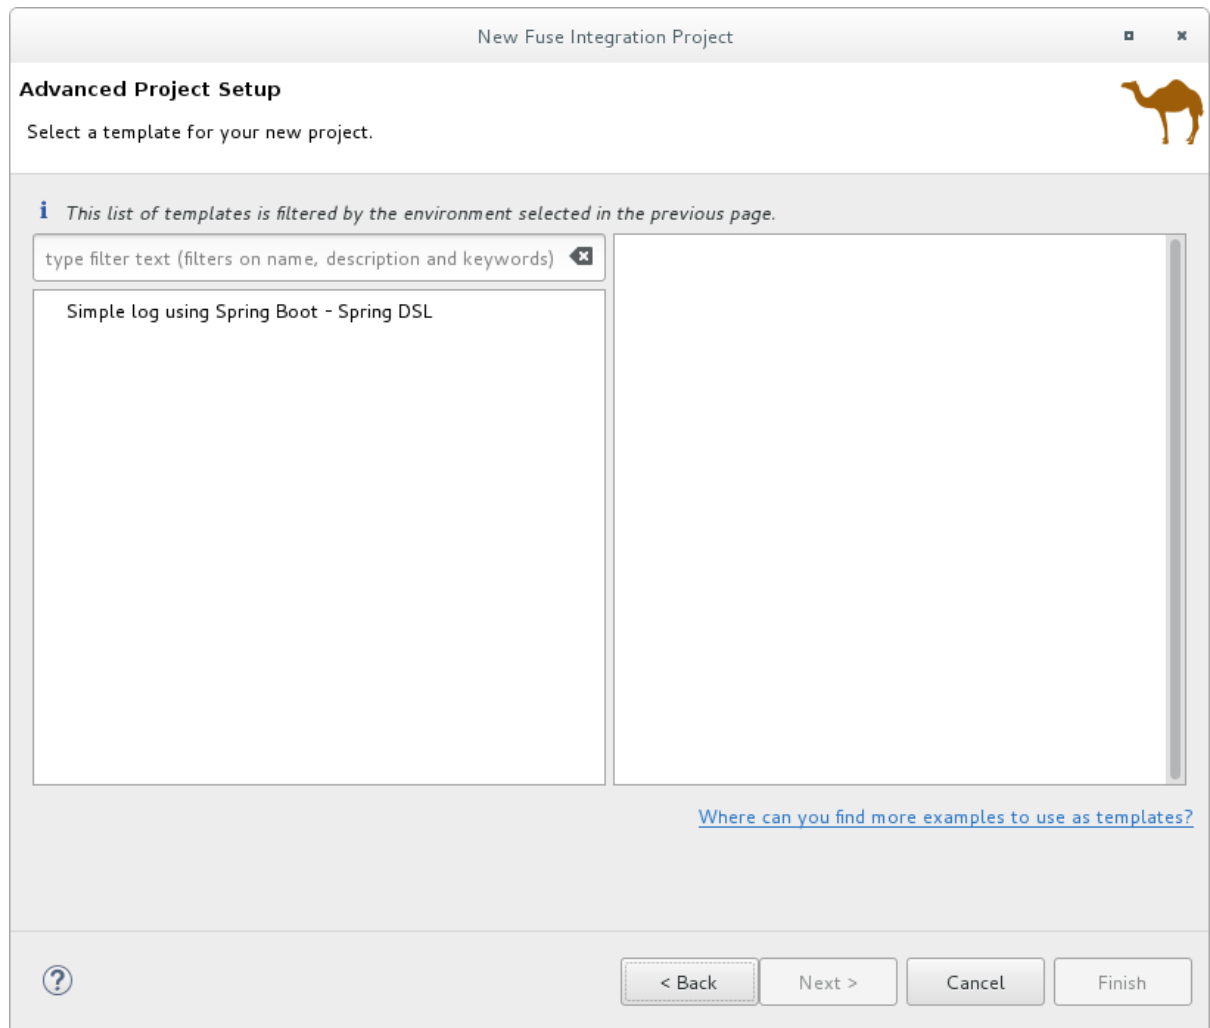 New Fuse Integration Project
Advanced Project Setup
Select a template for your new project.
i This list of templates is filtered by the environment selected in the previous page.
type filter text (filters on name, description and keywords)
Simple log using Spring Boot - Spring DSL
Where can you find more examples to use as templates?
? < Back Next > Cancel Finish